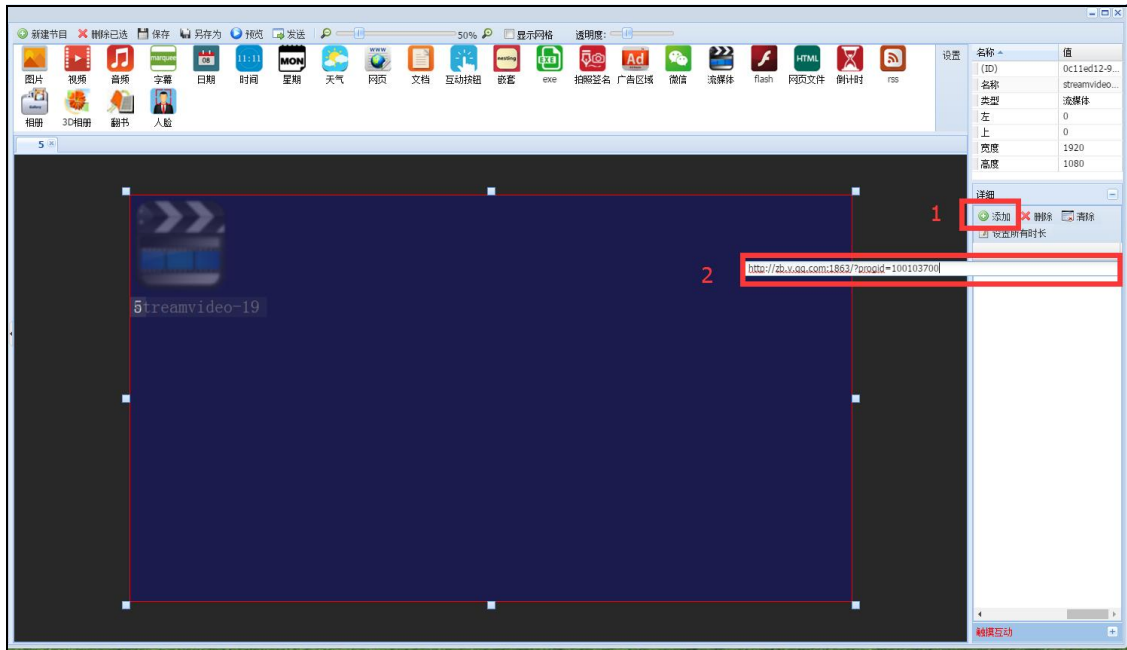 新建节目 删除已选 保存 另存为 预览 发送 50% 显示网格 透明度:
marquee 08 11:11 MON WWW nesting EXE Ad HTML
图片 视频 音频 字幕 日期 时间 星期 天气 网页 文档 互动按钮 嵌套 exe 拍照签名 广告区域 微信 流媒体 flash 网页文件 倒计时 rss
相册 3D相册 翻书 人脸
设置
5
名称 值
(ID) 0c11ed12-9...
名称 streamvideo...
类型 流媒体
左 0
上 0
宽度 1920
高度 1080
详细
1
添加 删除 清除
设置所有时长
2
http://zb.v.qq.com:1863/?progid=100103700
5treamvideo-19
触摸互动